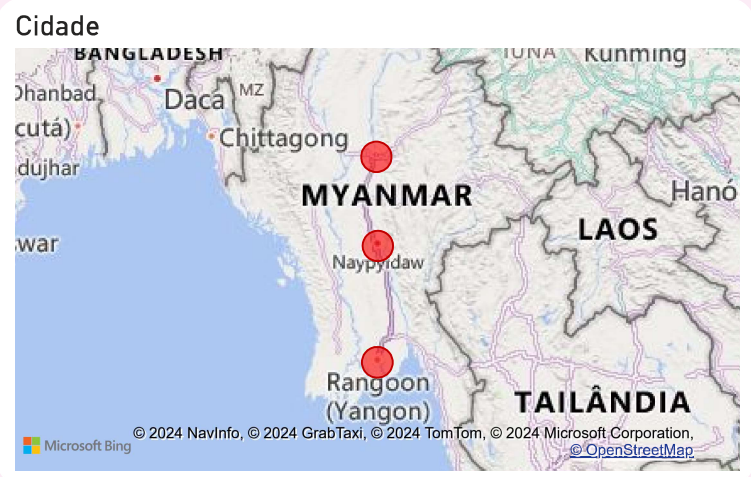 Cidade
BANGLADESH
Kunming
Dhanbad
MZ
Daca
cutá)
Chittagong
dujhar
MYANMAR
Hanó
LAOS
swar
Naypyidaw
Rangoon
(Yangon)
TAILÂNDIA
© 2024 NavInfo, © 2024 GrabTaxi, © 2024 TomTom, © 2024 Microsoft Corporation,
Microsoft Bing
© OpenStreetMap